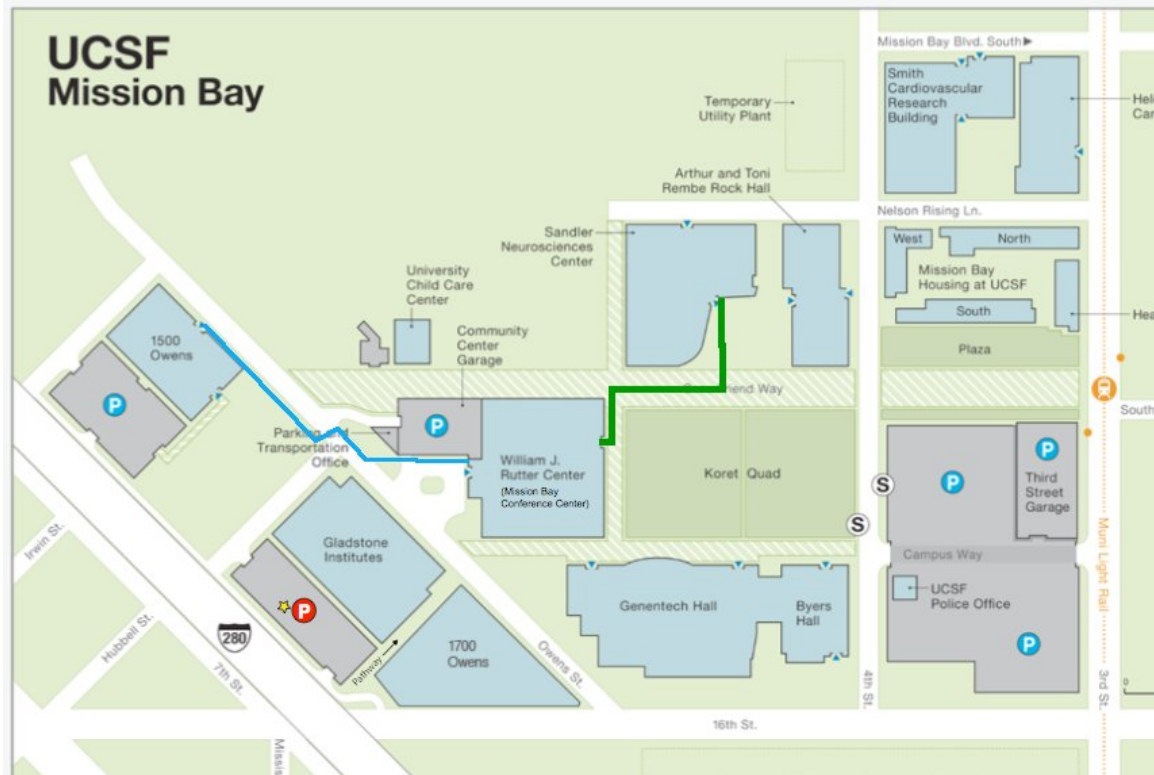 UCSF
Mission Bay
Mission Bay Blvd. South
Smith
Cardiovascular
Research
Building
Temporary
Utility Plant
Arthur and Toni
Rembe Rock Hall
Nelson Rising Ln.
Sandler
Neurosciences
Center
West
North
Mission Bay
Housing at UCSF
South
Plaza
University
Child Care
Center
Community
Center
Garage
1500
Owens
P
P
Parking and
Transportation
Office
William J.
Rutter Center
(Mission Bay
Conference Center)
Way
Koret Quad
South
S
S
P
P
Third
Street
Garage
Muni Light Rail
Campus Way
UCSF
Police Office
P
Irwin St.
Hubbell St.
7th St.
280
Gladstone
Institutes
P
Pathway
1700
Owens
Owens St.
Genentech Hall
Byers
Hall
4th St.
3rd St.
16th St.
0